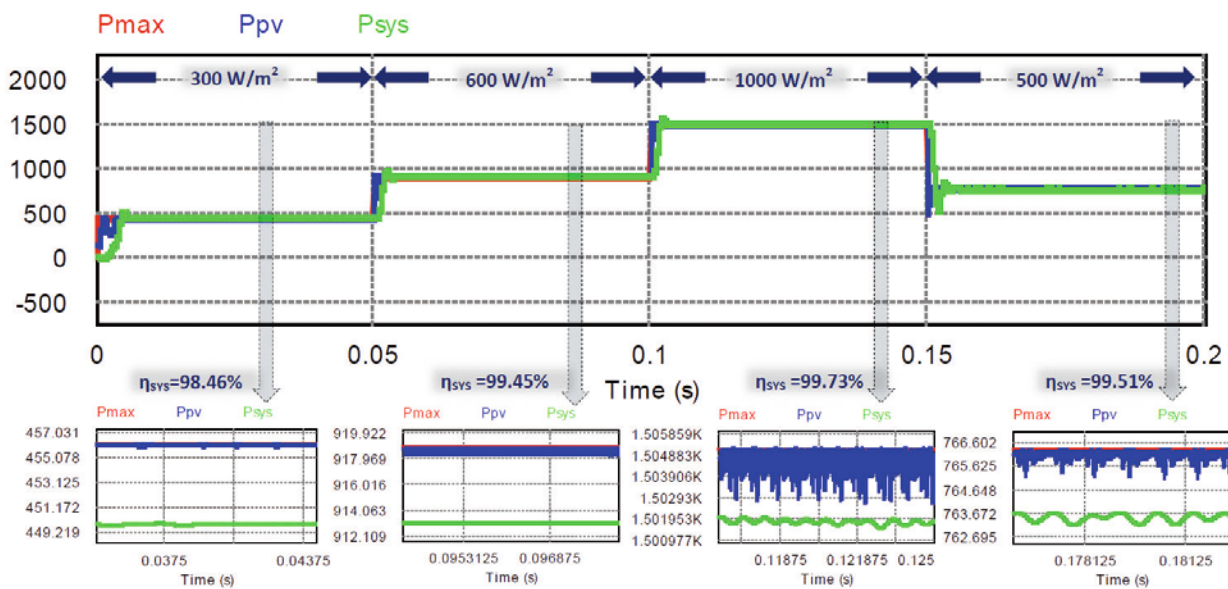 Pmax Ppv Psys
2000
1500
1000
500
0
-500
300 W/m² 600 W/m² 1000 W/m² 500 W/m²
0 0.05 0.1 0.15 0.2
Time (s)
ηSYS=98.46% ηSYS=99.45% ηSYS=99.73% ηSYS=99.51%
Pmax Ppv Psys
457.031
455.078
453.125
451.172
449.219
0.0375 0.04375
Time (s)
Pmax Ppv Psys
919.922
917.969
916.016
914.063
912.109
0.0953125 0.096875
Time (s)
Pmax Ppv Psys
1.505859K
1.504883K
1.503906K
1.50293K
1.501953K
1.500977K
0.11875 0.121875 0.125
Time (s)
Pmax Ppv Psys
766.602
765.625
764.648
763.672
762.695
0.178125 0.18125
Time (s)